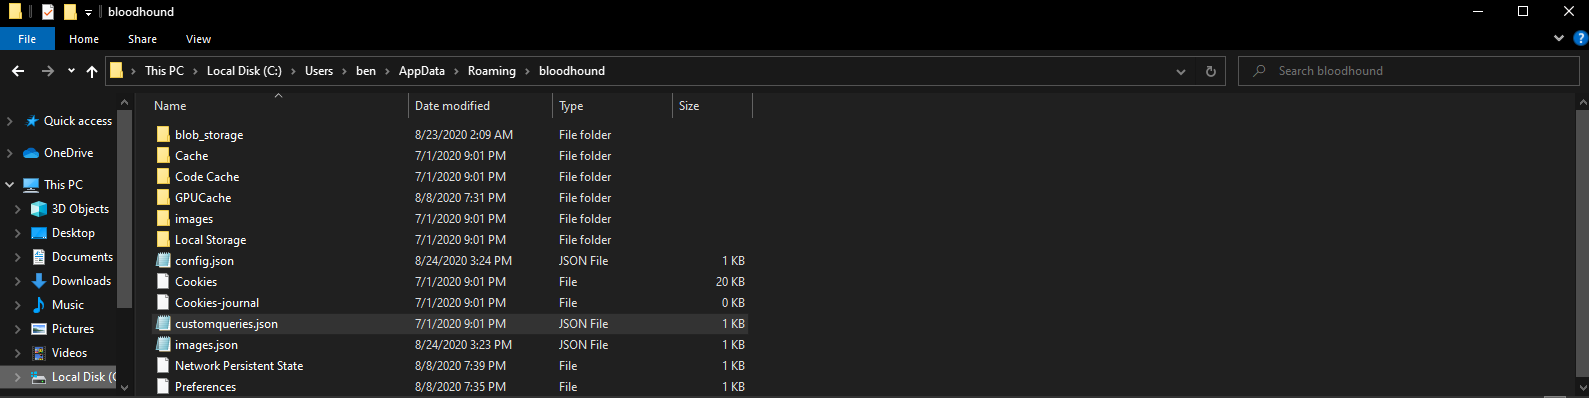 bloodhound
File Home Share View
This PC Local Disk (C:) Users ben AppData Roaming bloodhound Search bloodhound
Name Date modified Type Size
Quick access
OneDrive
This PC
3D Objects
Desktop
Documents
Downloads
Music
Pictures
Videos
Local Disk (C
blob_storage 8/23/2020 2:09 AM File folder
Cache 7/1/2020 9:01 PM File folder
Code Cache 7/1/2020 9:01 PM File folder
GPUCache 8/8/2020 7:31 PM File folder
images 7/1/2020 9:01 PM File folder
Local Storage 7/1/2020 9:01 PM File folder
config.json 8/24/2020 3:24 PM JSON File 1 KB
Cookies 7/1/2020 9:01 PM File 20 KB
Cookies-journal 7/1/2020 9:01 PM File 0 KB
customqueries.json 7/1/2020 9:01 PM JSON File 1 KB
images.json 8/24/2020 3:23 PM JSON File 1 KB
Network Persistent State 8/8/2020 7:39 PM File 1 KB
Preferences 8/8/2020 7:35 PM File 1 KB